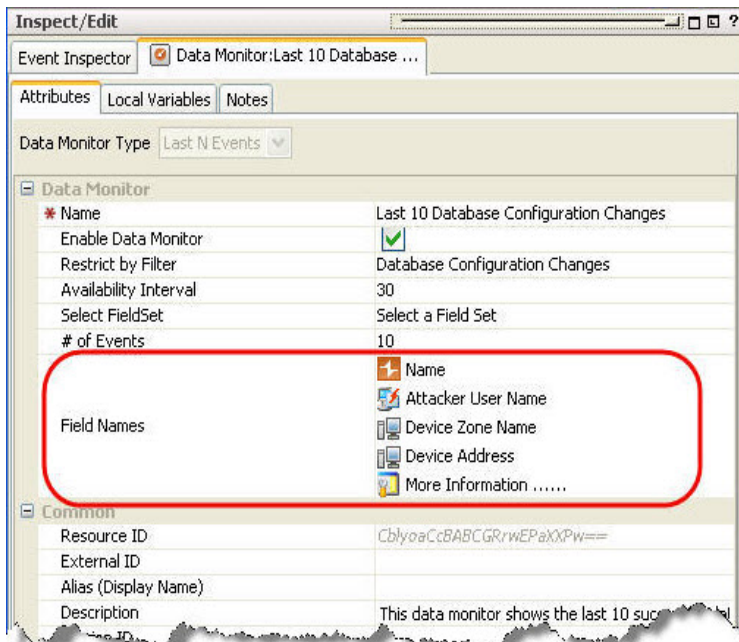 Inspect/Edit
?
Event Inspector
Data Monitor:Last 10 Database ...
Attributes
Local Variables
Notes
Data Monitor Type
Last N Events
Data Monitor
* Name
Last 10 Database Configuration Changes
Enable Data Monitor
Restrict by Filter
Database Configuration Changes
Availability Interval
30
Select FieldSet
Select a Field Set
# of Events
10
Field Names
Name
Attacker User Name
Device Zone Name
Device Address
More Information ......
Common
Resource ID
External ID
Alias (Display Name)
Description
This data monitor shows the last 10